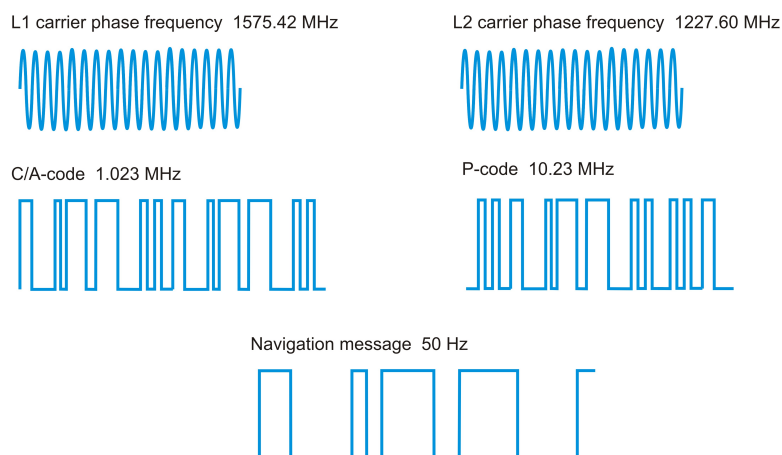 L1 carrier phase frequency  1575.42 MHz
L2 carrier phase frequency  1227.60 MHz
C/A-code  1.023 MHz
P-code  10.23 MHz
Navigation message  50 Hz